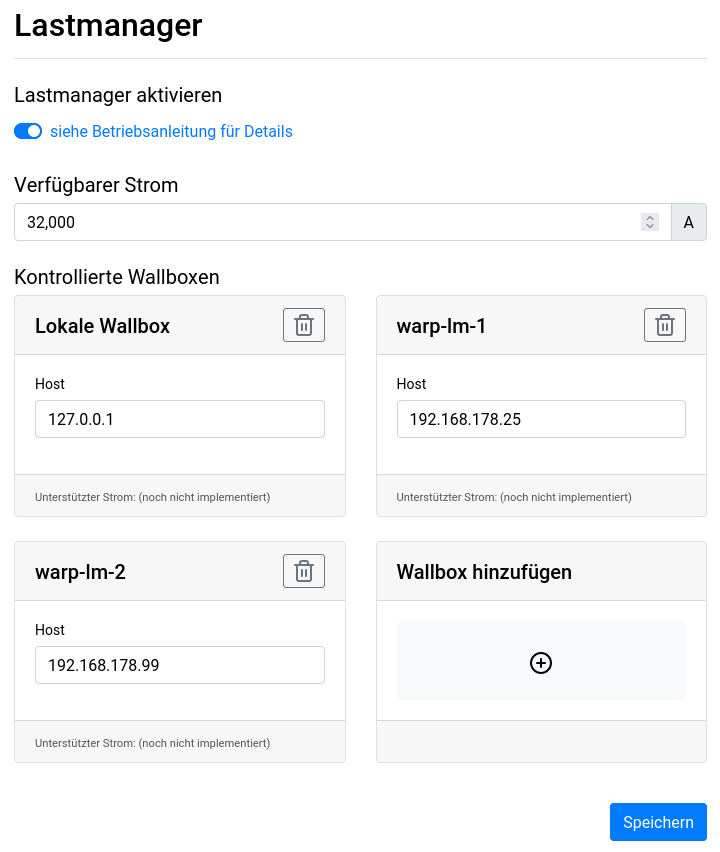 Lastmanager
Lastmanager aktivieren
siehe Betriebsanleitung für Details
Verfügbarer Strom
32,000 A
Kontrollierte Wallboxen
Lokale Wallbox
Host
127.0.0.1
Unterstützter Strom: (noch nicht implementiert)
warp-lm-1
Host
192.168.178.25
Unterstützter Strom: (noch nicht implementiert)
warp-lm-2
Host
192.168.178.99
Unterstützter Strom: (noch nicht implementiert)
Wallbox hinzufügen
Speichern